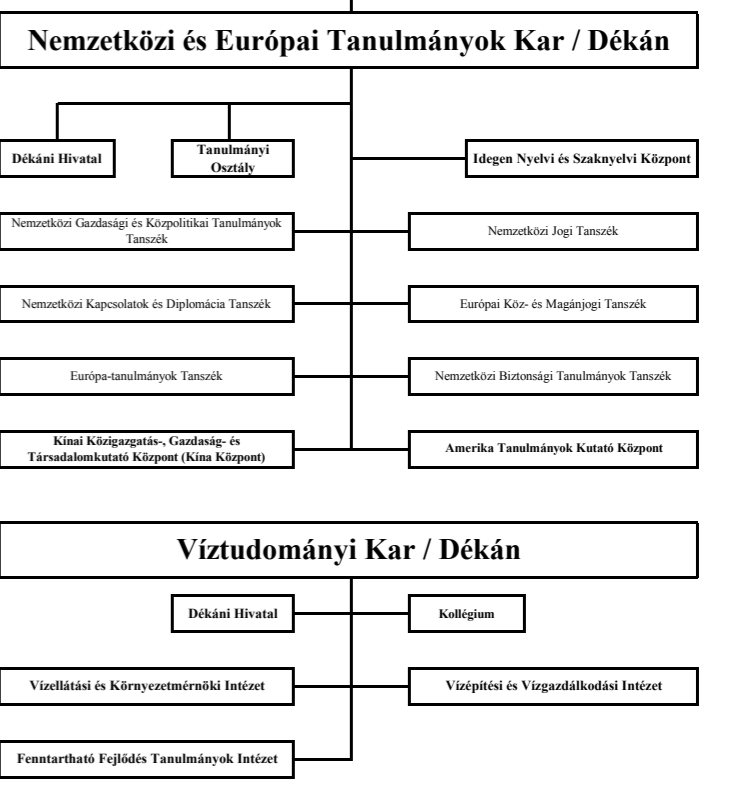 Nemzetközi és Európai Tanulmányok Kar / Dékán
Dékáni Hivatal
Tanulmányi
Osztály
Idegen Nyelvi és Szaknyelvi Központ
Nemzetközi Gazdasági és Közpolitikai Tanulmányok
Tanszék
Nemzetközi Jogi Tanszék
Nemzetközi Kapcsolatok és Diplomácia Tanszék
Európai Köz- és Magánjogi Tanszék
Európa-tanulmányok Tanszék
Nemzetközi Biztonsági Tanulmányok Tanszék
Kínai Közigazgatás-, Gazdaság- és
Társadalomkutató Központ (Kína Központ)
Amerika Tanulmányok Kutató Központ
Víztudományi Kar / Dékán
Dékáni Hivatal
Kollégium
Vízellátási és Környezetmérnöki Intézet
Vízépítési és Vízgazdálkodási Intézet
Fenntartható Fejlődés Tanulmányok Intézet